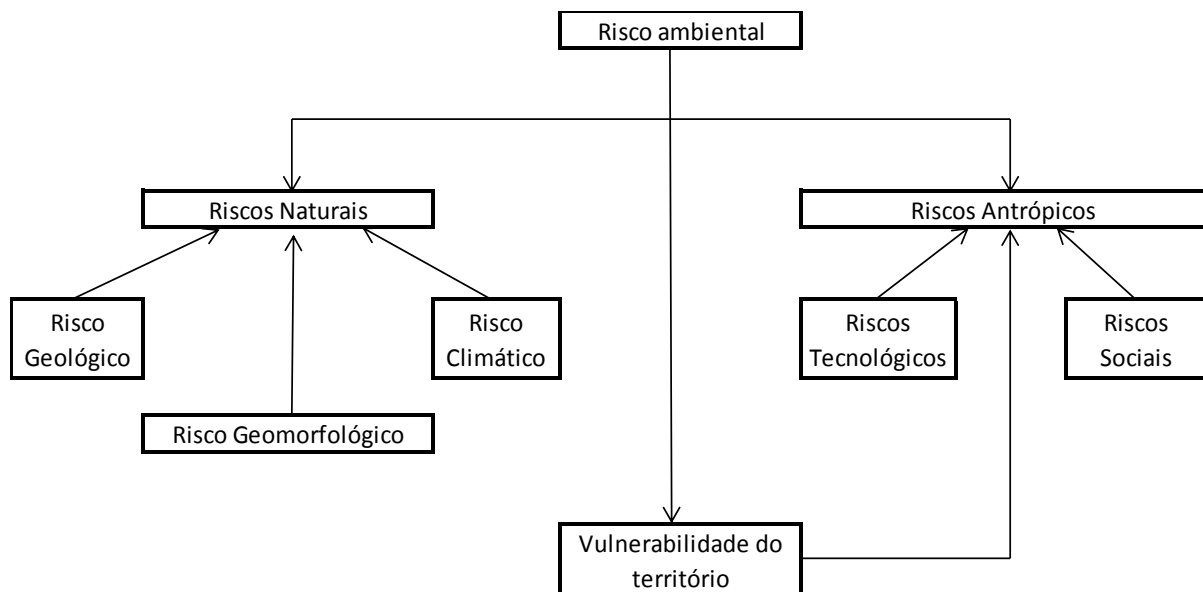 Risco ambiental
Riscos Naturais
Riscos Antrópicos
Risco
Geológico
Risco
Climático
Riscos
Tecnológicos
Riscos
Sociais
Risco Geomorfológico
Vulnerabilidade do
território